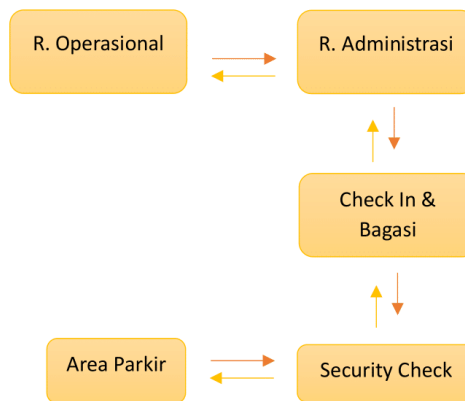 R. Operasional
R. Administrasi
Check In &
Bagasi
Area Parkir
Security Check